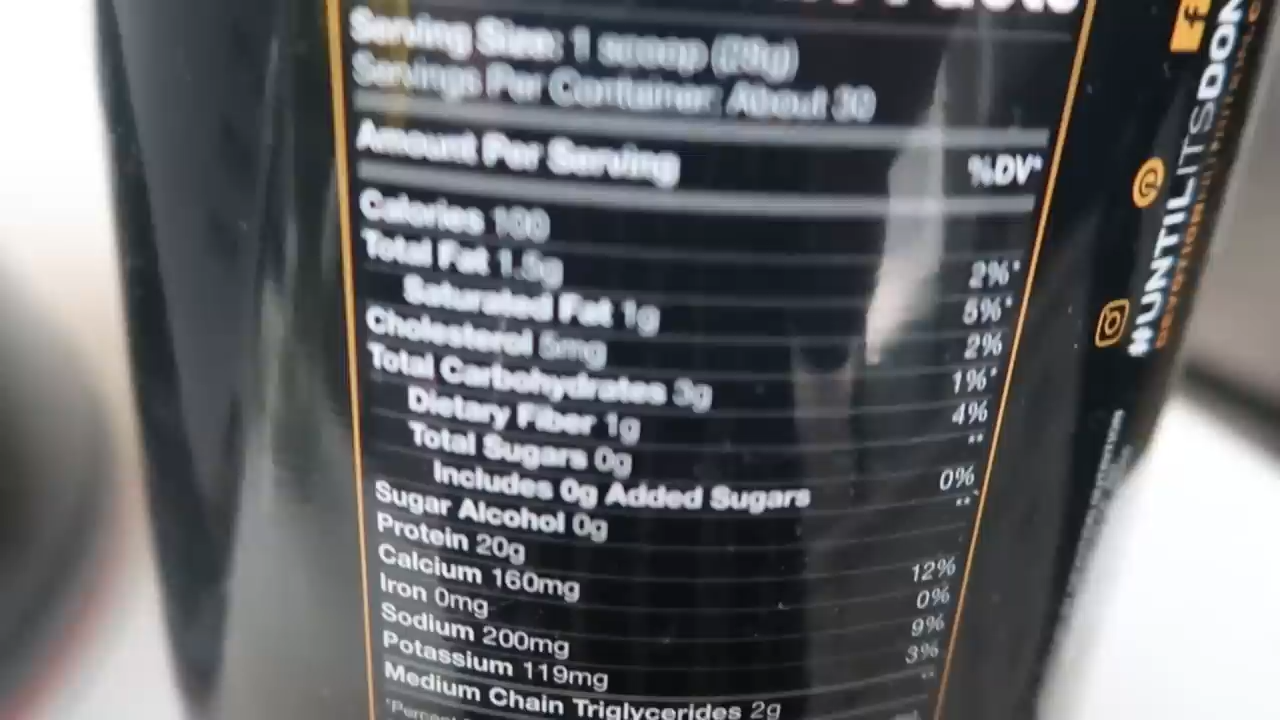 Serving Size: 1 scoop (28g)
Servings Per Container: About 30
Amount Per Serving
%DV*
Calories 100
Total Fat 1.5g 2%*
Saturated Fat 1g 5%*
Cholesterol 5mg 2%
Total Carbohydrates 3g 1%*
Dietary Fiber 1g 4%
Total Sugars 0g **
Includes 0g Added Sugars 0%
Sugar Alcohol 0g **
Protein 20g
Calcium 160mg 12%
Iron 0mg 0%
Sodium 200mg 9%
Potassium 119mg 3%
Medium Chain Triglycerides 2g **
*Percent
#UNTILITSDON